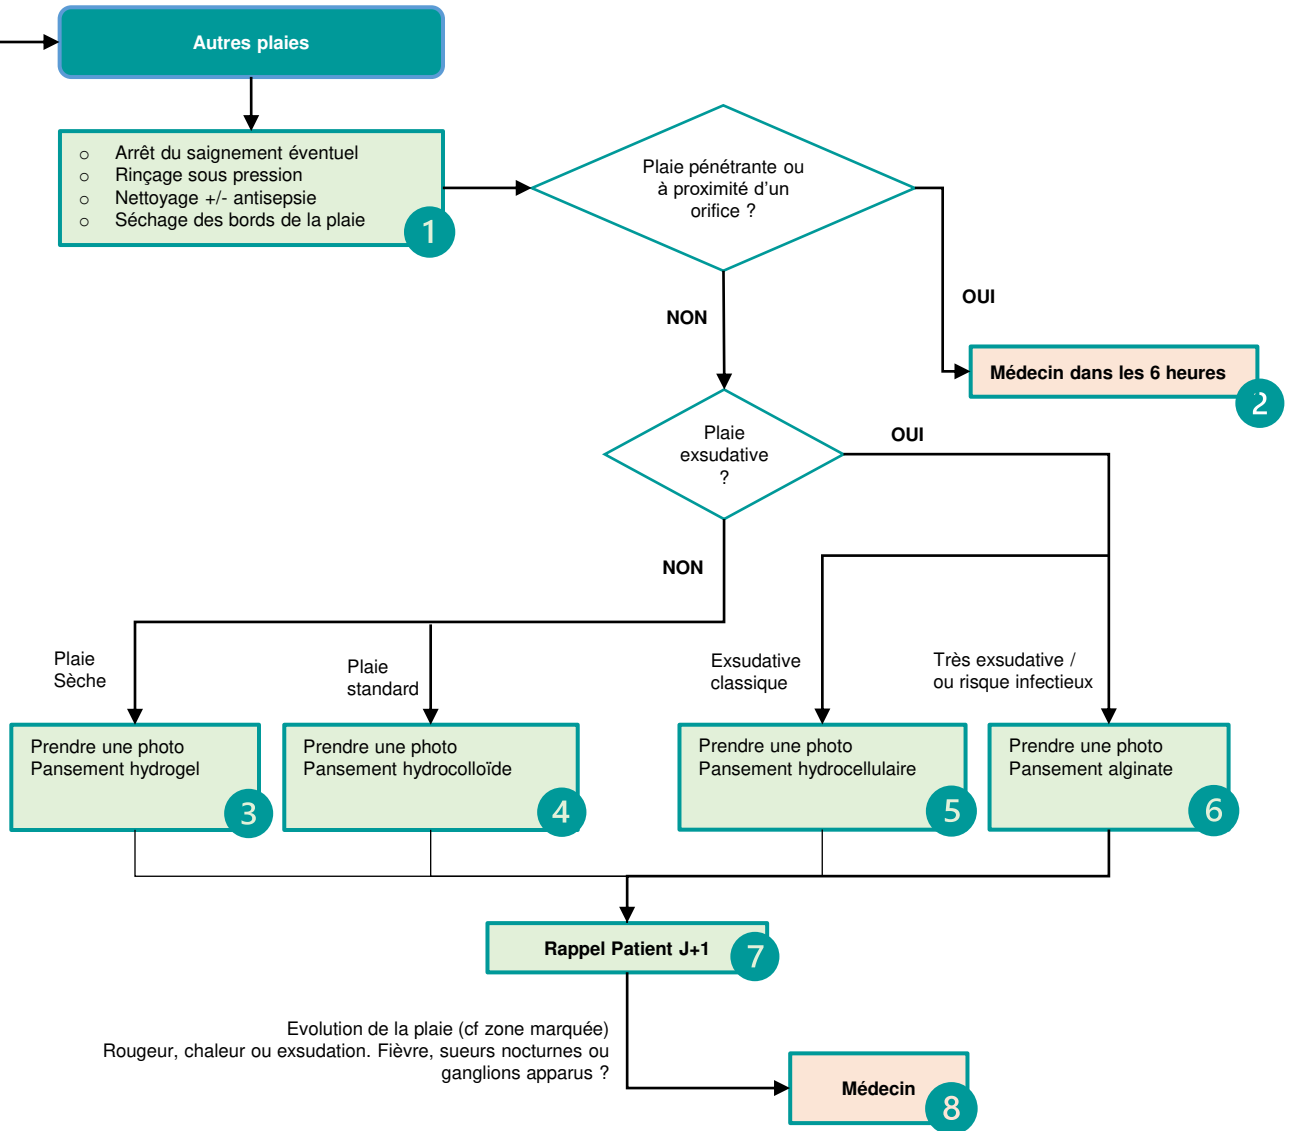 Autres plaies
o Arrêt du saignement éventuel
o Rinçage sous pression
o Nettoyage +/- antisepsie
o Séchage des bords de la plaie
1
Plaie pénétrante ou
à proximité d'un
orifice ?
OUI
NON
Médecin dans les 6 heures
2
Plaie
exsudative
?
OUI
NON
Plaie
Sèche
Plaie
standard
Exsudative
classique
Très exsudative /
ou risque infectieux
Prendre une photo
Pansement hydrogel
3
Prendre une photo
Pansement hydrocolloïde
4
Prendre une photo
Pansement hydrocellulaire
5
Prendre une photo
Pansement alginate
6
Rappel Patient J+1
7
Evolution de la plaie (cf zone marquée)
Rougeur, chaleur ou exsudation. Fièvre, sueurs nocturnes ou
ganglions apparus ?
Médecin
8